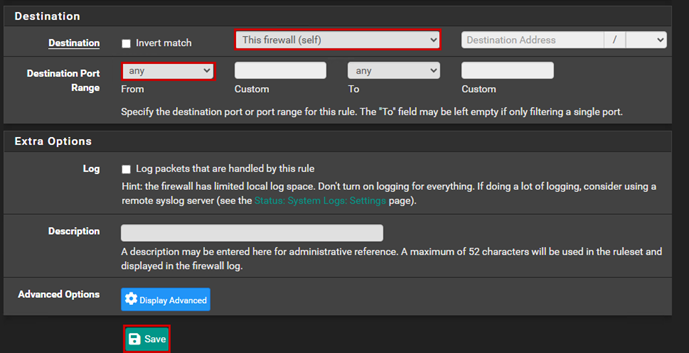 Destination
Destination Invert match This firewall (self) Destination Address /
Destination Port Range any any
From Custom To Custom
Specify the destination port or port range for this rule. The "To" field may be left empty if only filtering a single port.
Extra Options
Log Log packets that are handled by this rule
Hint: the firewall has limited local log space. Don't turn on logging for everything. If doing a lot of logging, consider using a
remote syslog server (see the Status: System Logs: Settings page).
Description
A description may be entered here for administrative reference. A maximum of 52 characters will be used in the ruleset and
displayed in the firewall log.
Advanced Options Display Advanced
Save